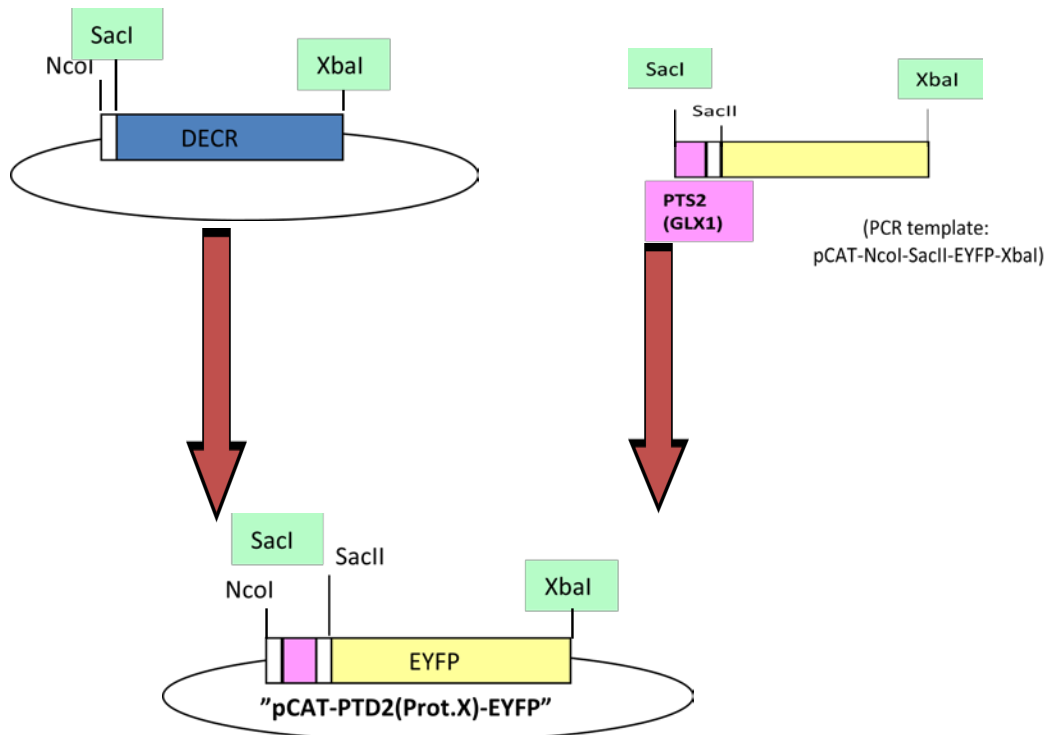 SacI
NcoI
XbaI
DECR
SacI
XbaI
SacII
PTS2
(GLX1)
(PCR template:
pCAT-NcoI-SacII-EYFP-XbaI)
SacI
SacII
NcoI
XbaI
EYFP
”pCAT-PTD2(Prot.X)-EYFP”